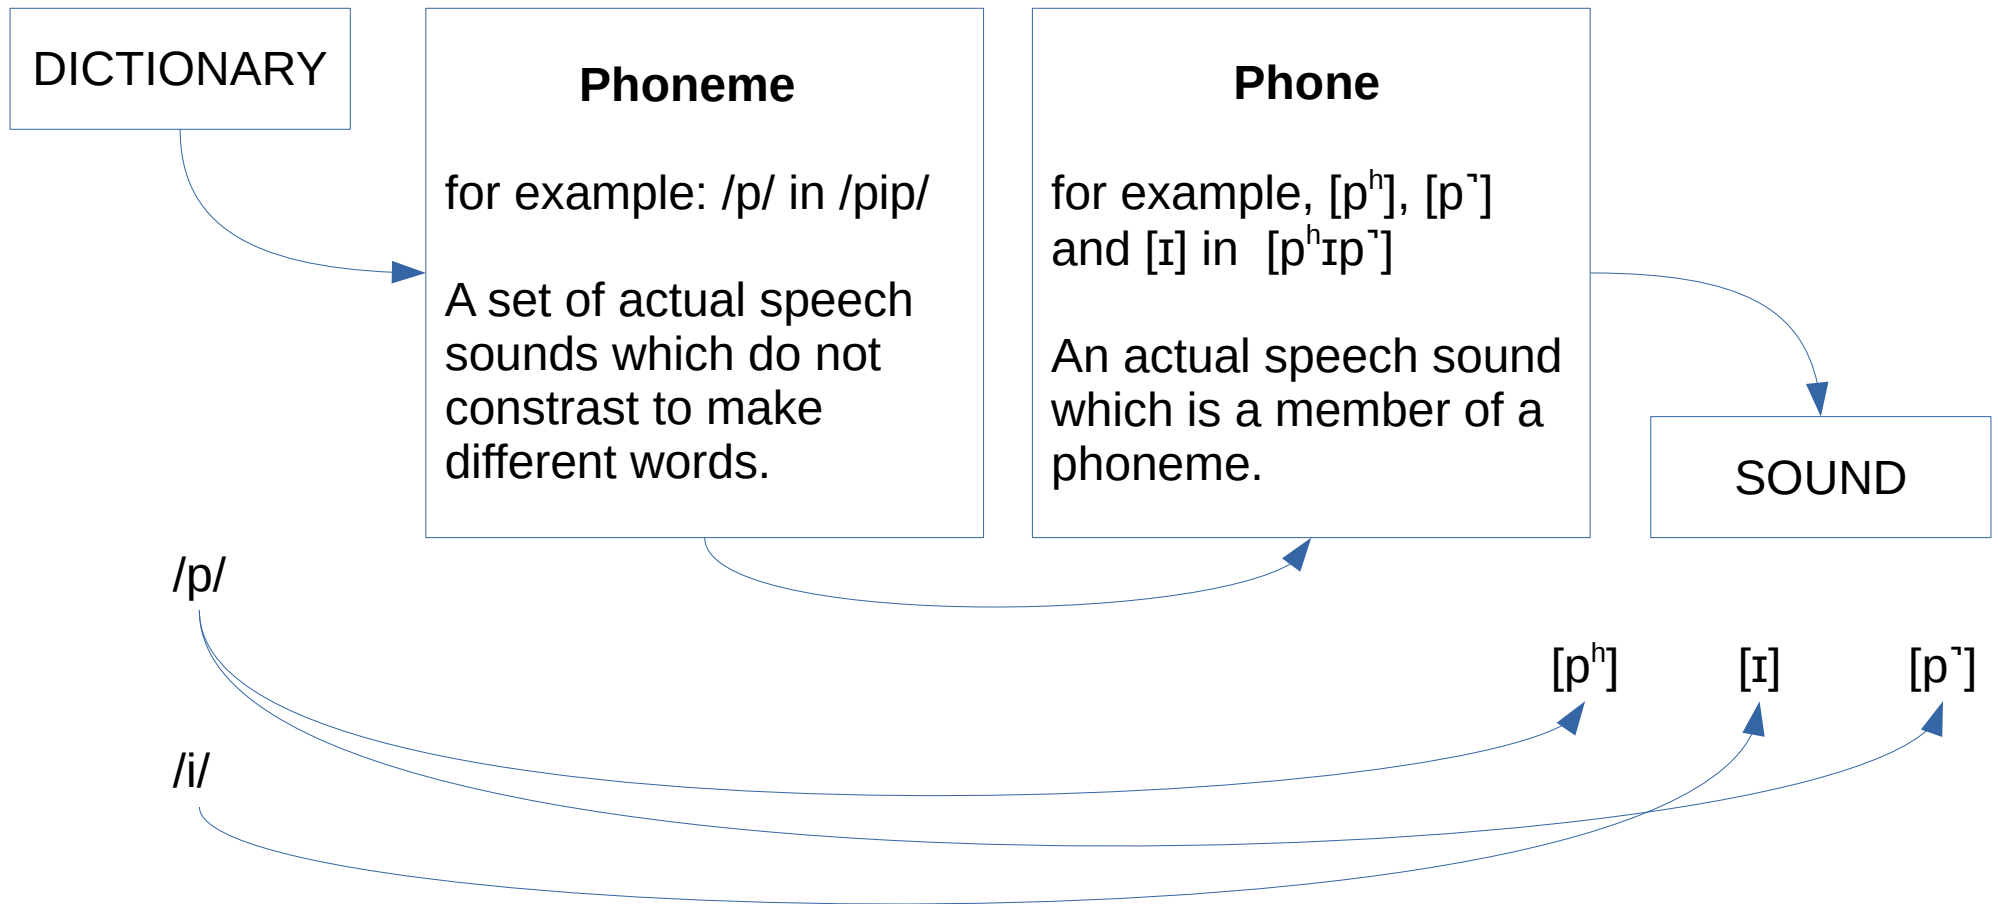 DICTIONARY
Phoneme
for example: /p/ in /pip/
A set of actual speech
sounds which do not
constrast to make
different words.
Phone
for example, [pʰ], [p˺]
and [ɪ] in [pʰɪp˺]
An actual speech sound
which is a member of a
phoneme.
SOUND
/p/
[pʰ] [ɪ] [p˺]
/i/